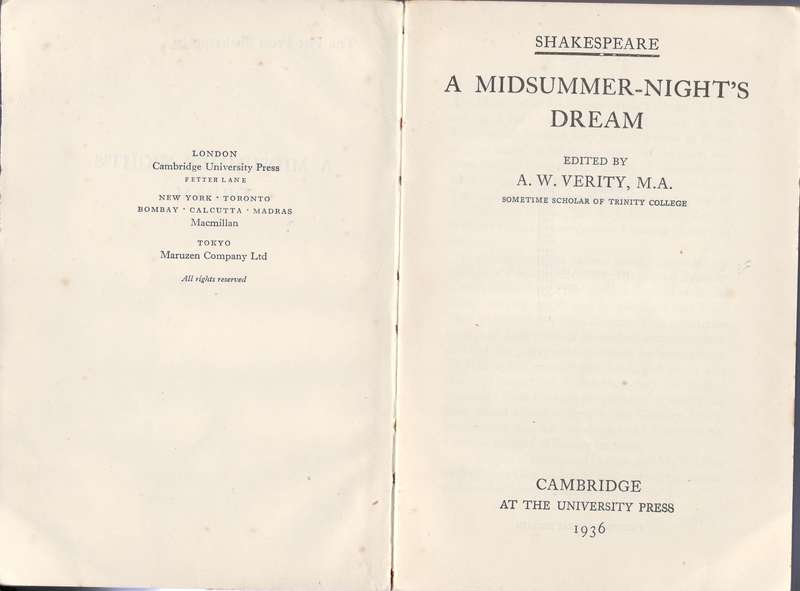 LONDON
Cambridge University Press
FETTER LANE
NEW YORK · TORONTO
BOMBAY · CALCUTTA · MADRAS
Macmillan
TOKYO
Maruzen Company Ltd
All rights reserved
SHAKESPEARE
A MIDSUMMER-NIGHT'S
DREAM
EDITED BY
A. W. VERITY, M.A.
SOMETIME SCHOLAR OF TRINITY COLLEGE
CAMBRIDGE
AT THE UNIVERSITY PRESS
1936